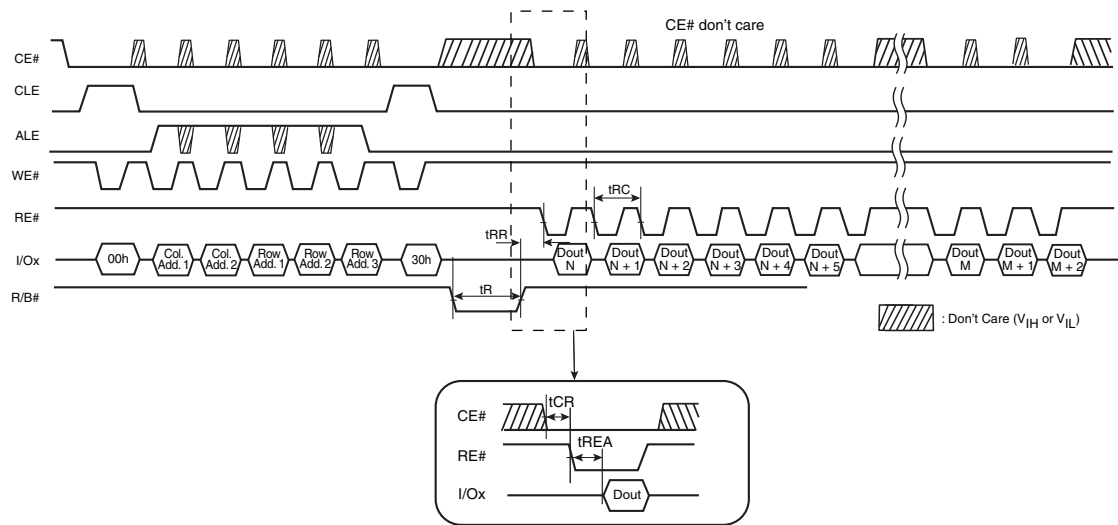 CE# don't care
CE#
CLE
ALE
WE#
tRC
RE#
tRR
I/Ox
00h
Col. Add. 1
Col. Add. 2
Row Add. 1
Row Add. 2
Row Add. 3
30h
Dout N
Dout N + 1
Dout N + 2
Dout N + 3
Dout N + 4
Dout N + 5
Dout M
Dout M + 1
Dout M + 2
tR
R/B#
: Don't Care (VIH or VIL)
tCR
CE#
tREA
RE#
I/Ox
Dout